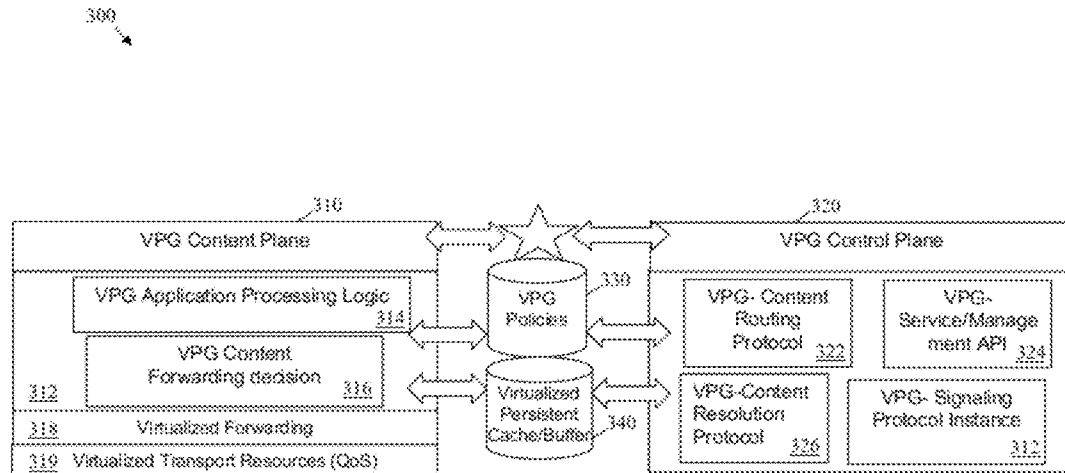 300
310
320
VPG Content Plane
VPG Control Plane
VPG Application Processing Logic
314
VPG Content
Forwarding decision
316
312
318
Virtualized Forwarding
319
Virtualized Transport Resources (QoS)
VPG
Policies
330
Virtualized
Persistent
Cache/Buffer
340
VPG- Content
Routing
Protocol
322
VPG-
Service/Manage
ment API
324
VPG-Content
Resolution
Protocol
326
VPG- Signaling
Protocol Instance
312